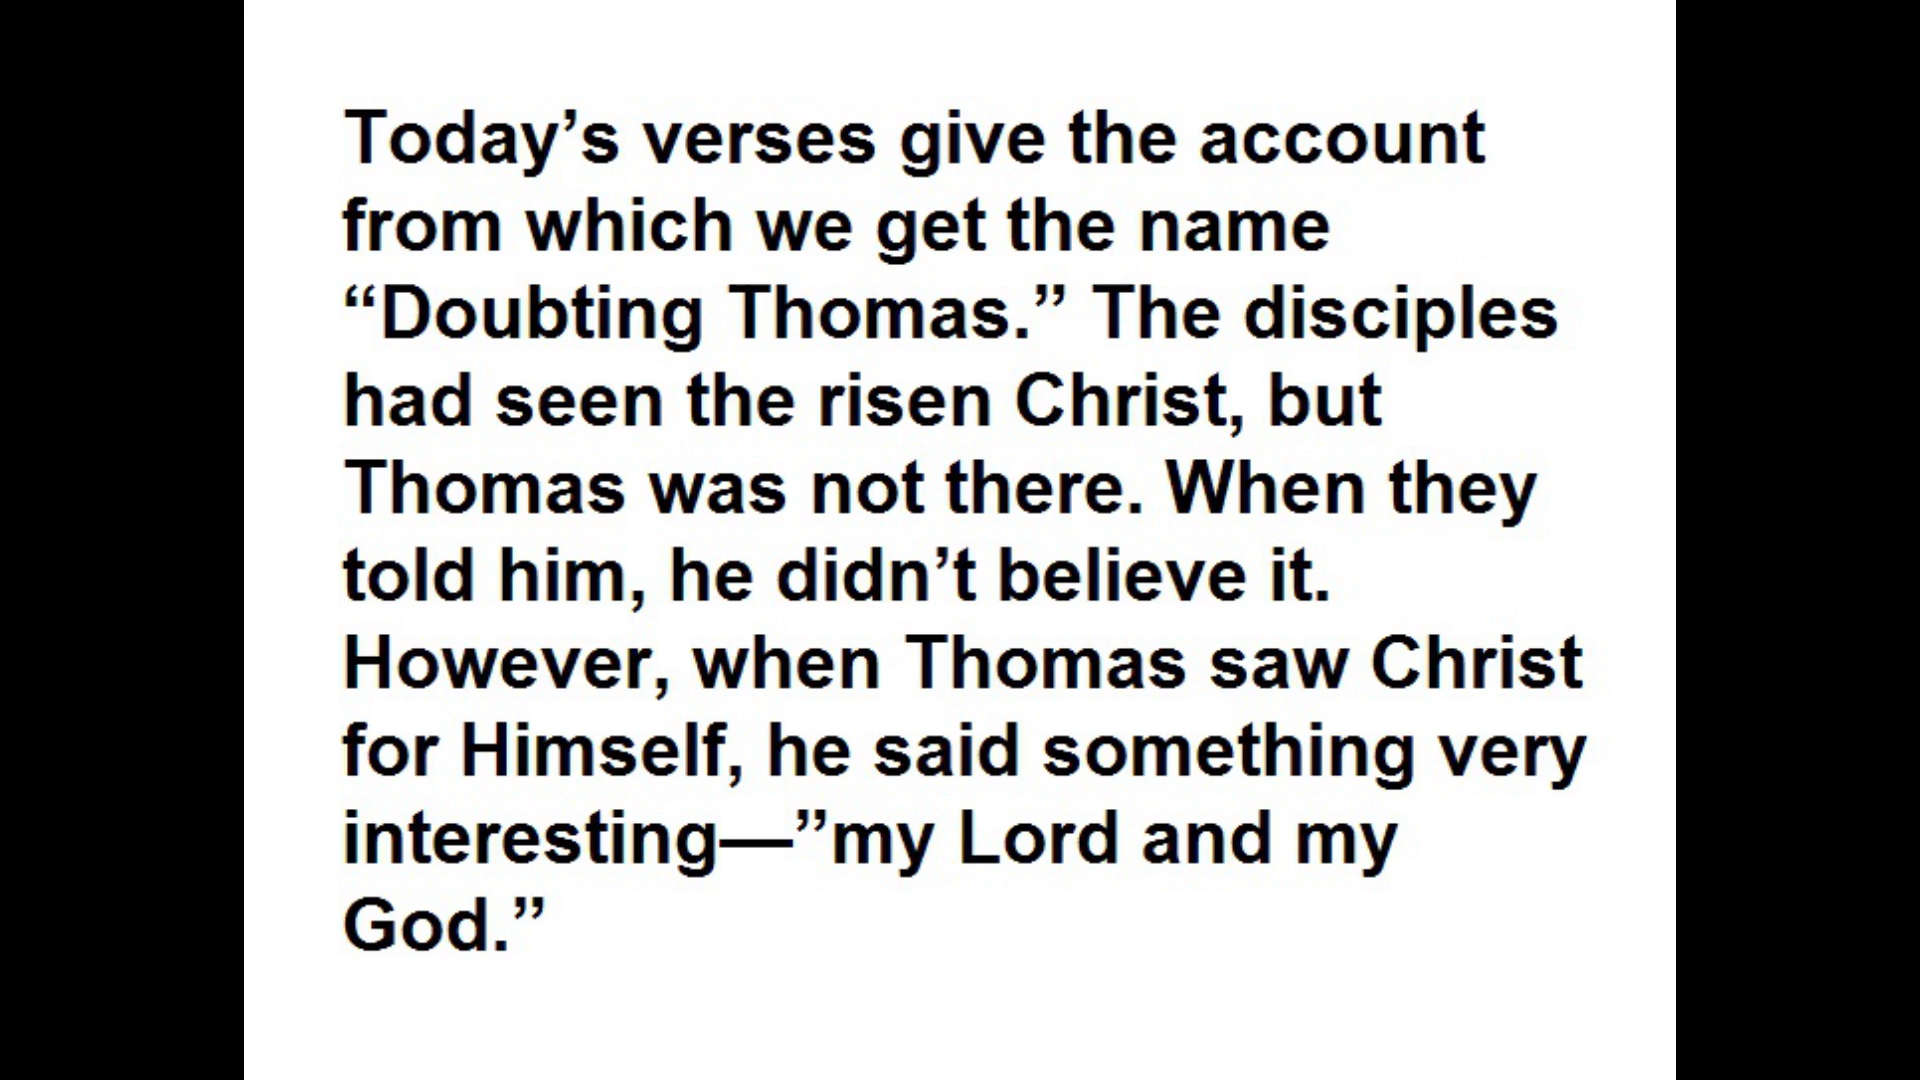 Today’s verses give the account
from which we get the name
“Doubting Thomas.” The disciples
had seen the risen Christ, but
Thomas was not there. When they
told him, he didn’t believe it.
However, when Thomas saw Christ
for Himself, he said something very
interesting—”my Lord and my
God.”